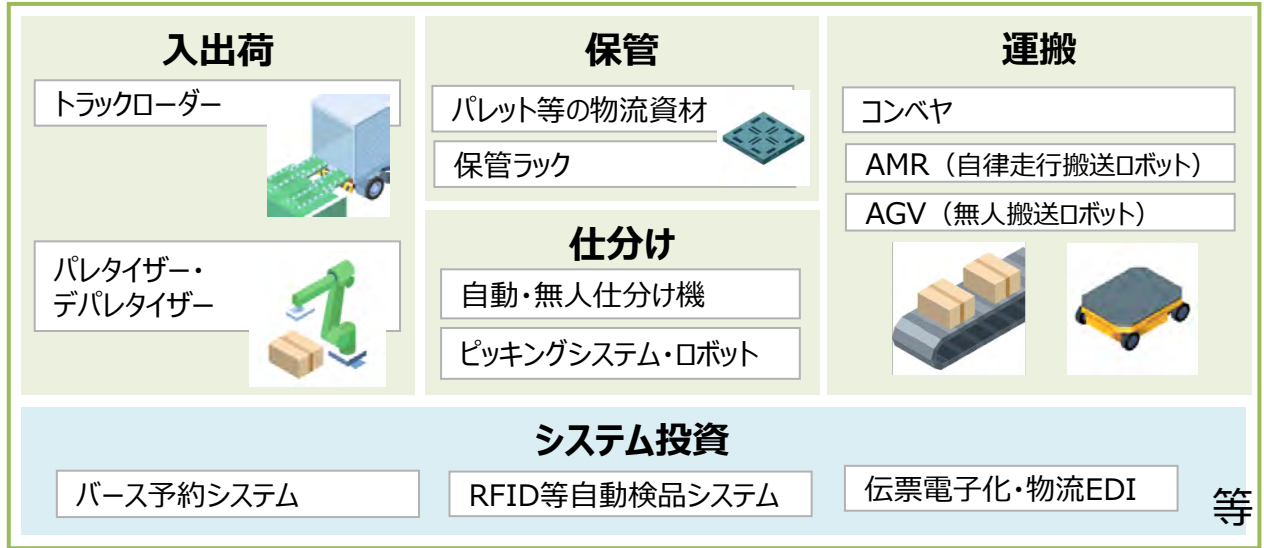 入出荷
トラックローダー
パレタイザー・
デパレタイザー
保管
パレット等の物流資材
保管ラック
仕分け
自動・無人仕分け機
ピッキングシステム・ロボット
運搬
コンベヤ
AMR（自律走行搬送ロボット）
AGV（無人搬送ロボット）
システム投資
バース予約システム
RFID等自動検品システム
伝票電子化・物流EDI
等